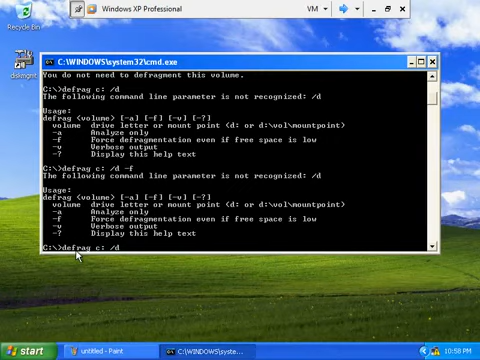 Windows XP Professional
VM
Recycle Bin
diskmgmt
C:\WINDOWS\system32\cmd.exe
You do not need to defragment this volume.
C:\>defrag c: /d
The following command line parameter is not recognized: /d
Usage:
defrag <volume> [-a] [-f] [-v] [-?]
volume  drive letter or mount point (d: or d:\vol\mountpoint)
-a      Analyze only
-f      Force defragmentation even if free space is low
-v      Verbose output
-?      Display this help text
C:\>defrag c: /d -f
The following command line parameter is not recognized: /d
Usage:
defrag <volume> [-a] [-f] [-v] [-?]
volume  drive letter or mount point (d: or d:\vol\mountpoint)
-a      Analyze only
-f      Force defragmentation even if free space is low
-v      Verbose output
-?      Display this help text
C:\>defrag c: /d
start
untitled - Paint
C:\WINDOWS\syste...
10:58 PM